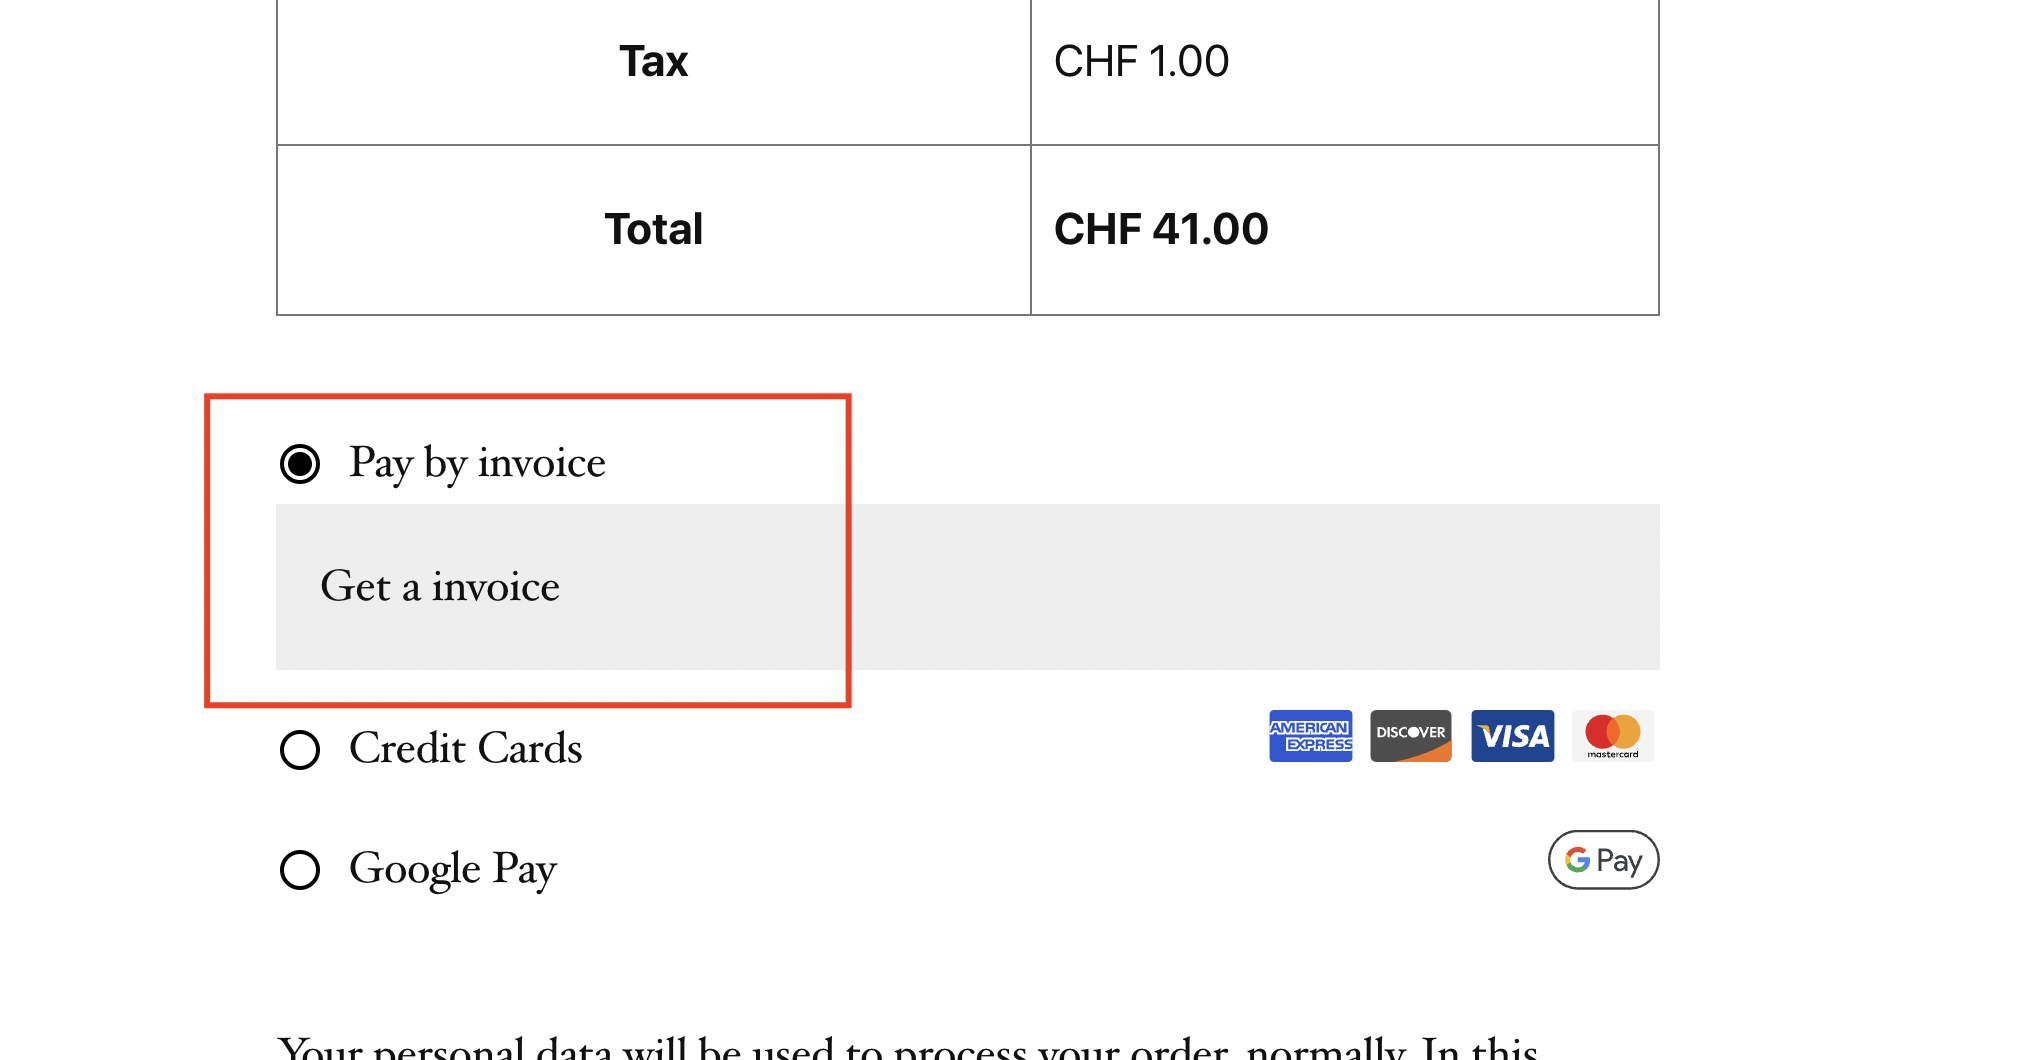 Tax CHF 1.00
Total CHF 41.00
Pay by invoice
Get a invoice
Credit Cards AMERICAN EXPRESS DISCOVER VISA mastercard
Google Pay G Pay
Your personal data will be used to process your order, normally. In this